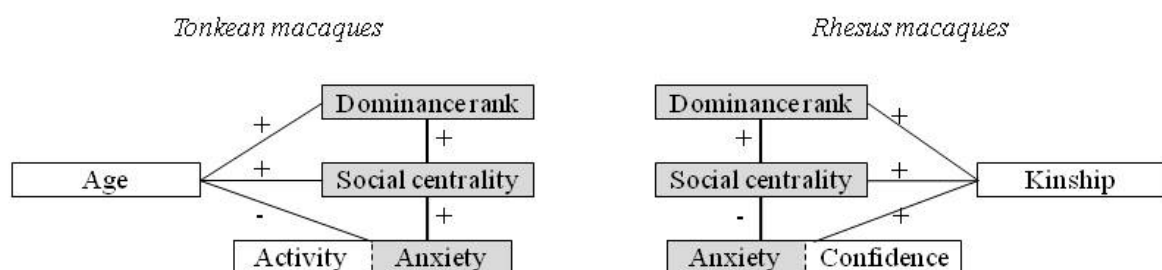 Tonkean macaques
Rhesus macaques
Dominance rank
Dominance rank
+
+
+
+
Age
+
Social centrality
Social centrality
+
Kinship
-
+
-
+
Activity
Anxiety
Anxiety
Confidence